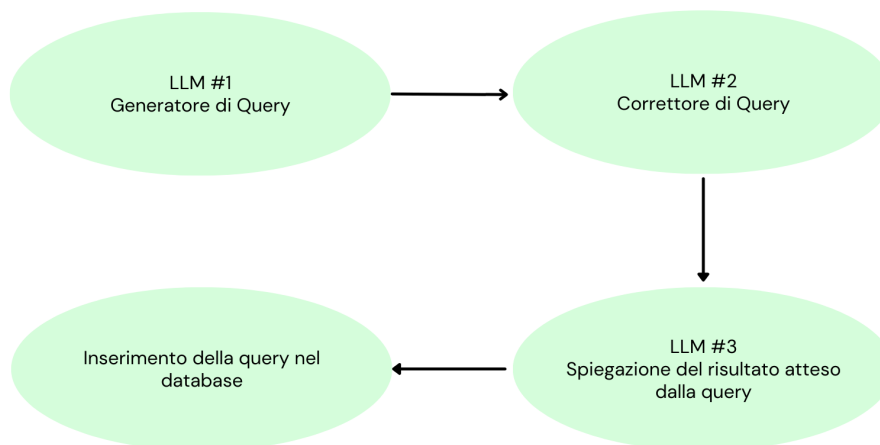 LLM #1
Generatore di Query
LLM #2
Correttore di Query
Inserimento della query nel
database
LLM #3
Spiegazione del risultato atteso
dalla query